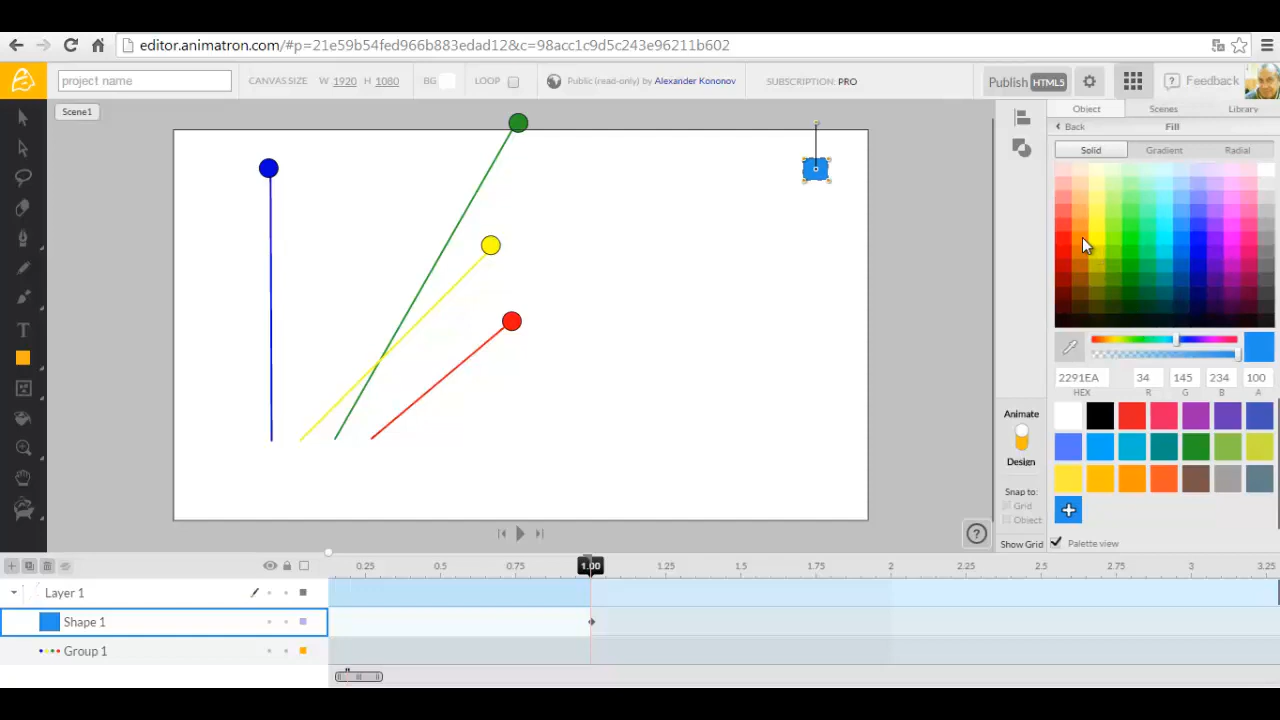 editor.animatron.com/#p=21e59b54fed966b883edad12&c=98aec1c9d5c243e96211b602
project name CANVAS SIZE W 1920 H 1080 BG LOOP Public (read-only) by Alexander Kononov SUBSCRIPTION: PRO Publish HTML5 Feedback
Scene1
Object Scenes Library
Back Fill
Solid Gradient Radial
2291EA 34 145 234 100
HEX R G B A
Animate
Design
Snap to:
Grid
Object
Show Grid
Palette view
T
?
1.00
0.25 0.5 0.75 1.25 1.5 1.75 2 2.25 2.5 2.75 3 3.25
Layer 1
Shape 1
Group 1